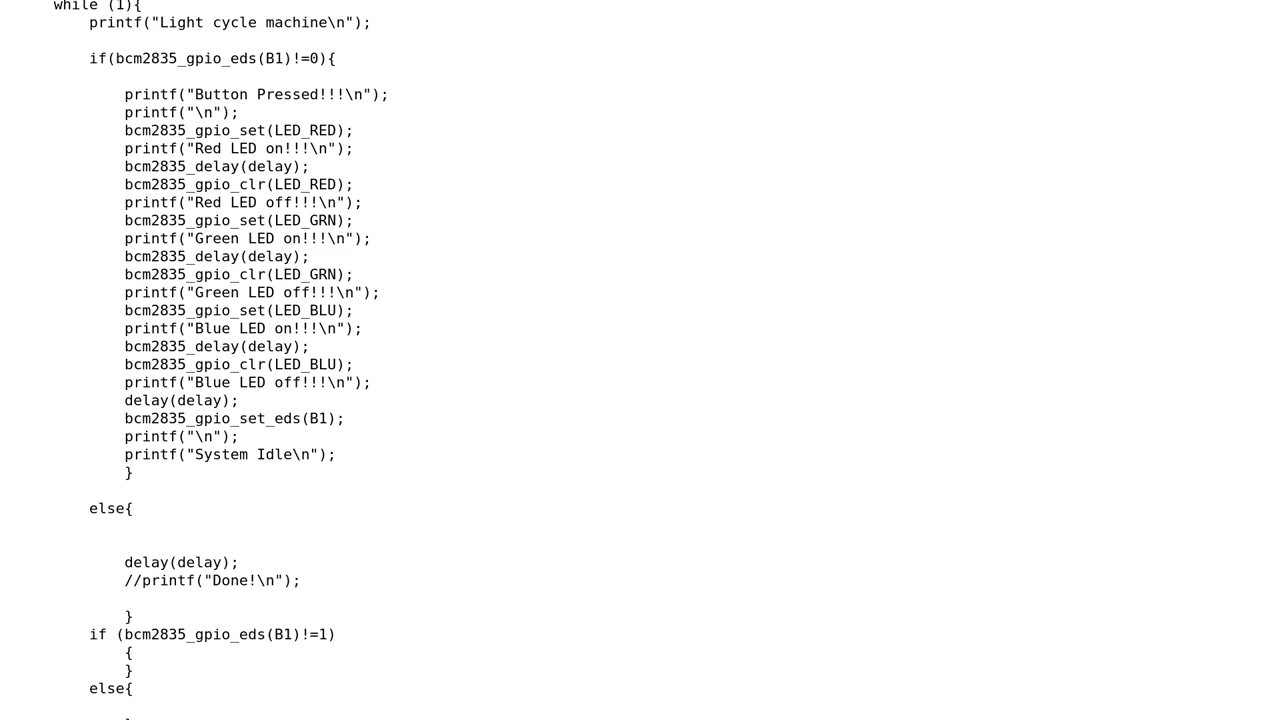 while (1){
printf("Light cycle machine\n");
if(bcm2835_gpio_eds(B1)!=0){
printf("Button Pressed!!!\n");
printf("\n");
bcm2835_gpio_set(LED_RED);
printf("Red LED on!!!\n");
bcm2835_delay(delay);
bcm2835_gpio_clr(LED_RED);
printf("Red LED off!!!\n");
bcm2835_gpio_set(LED_GRN);
printf("Green LED on!!!\n");
bcm2835_delay(delay);
bcm2835_gpio_clr(LED_GRN);
printf("Green LED off!!!\n");
bcm2835_gpio_set(LED_BLU);
printf("Blue LED on!!!\n");
bcm2835_delay(delay);
bcm2835_gpio_clr(LED_BLU);
printf("Blue LED off!!!\n");
delay(delay);
bcm2835_gpio_set_eds(B1);
printf("\n");
printf("System Idle\n");
}
else{
delay(delay);
//printf("Done!\n");
}
if (bcm2835_gpio_eds(B1)!=1)
{
}
else{